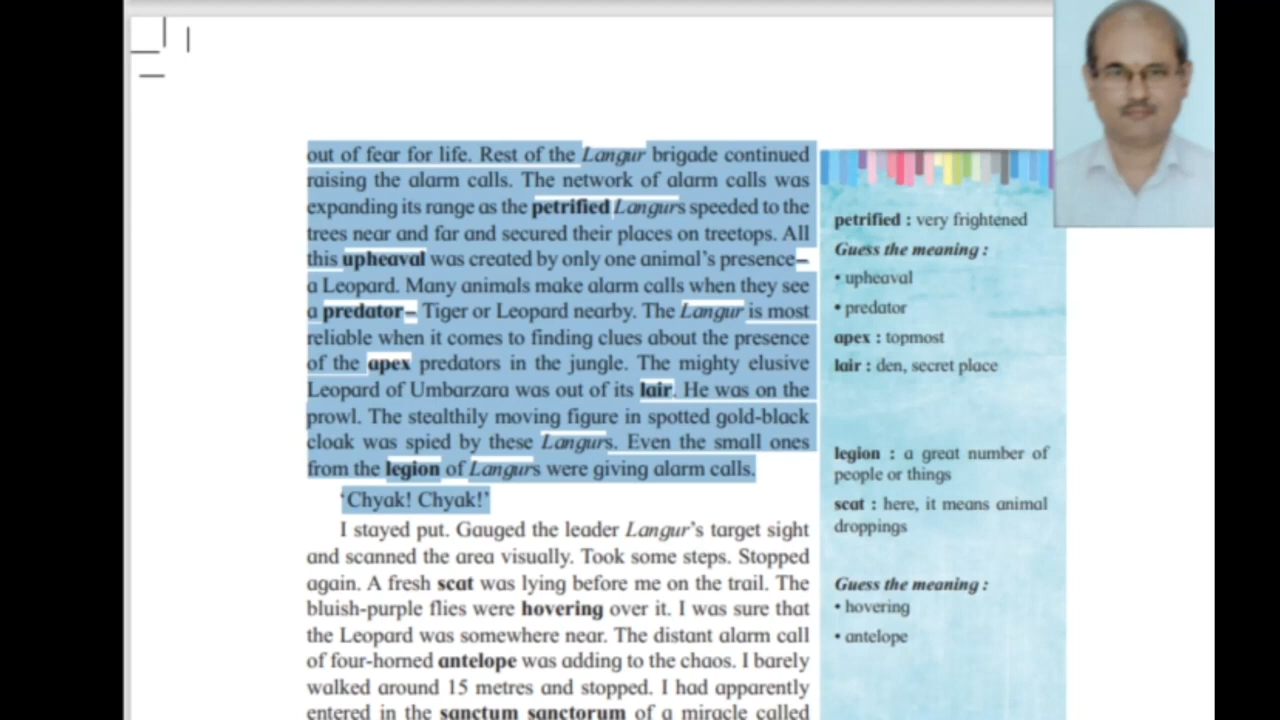 out of fear for life. Rest of the Langur brigade continued
raising the alarm calls. The network of alarm calls was
expanding its range as the petrified Langurs speeded to the
trees near and far and secured their places on treetops. All
this upheaval was created by only one animal’s presence–
a Leopard. Many animals make alarm calls when they see
a predator– Tiger or Leopard nearby. The Langur is most
reliable when it comes to finding clues about the presence
of the apex predators in the jungle. The mighty elusive
Leopard of Umbarzara was out of its lair. He was on the
prowl. The stealthily moving figure in spotted gold-black
cloak was spied by these Langurs. Even the small ones
from the legion of Langurs were giving alarm calls.
‘Chyak! Chyak!’
I stayed put. Gauged the leader Langur’s target sight
and scanned the area visually. Took some steps. Stopped
again. A fresh scat was lying before me on the trail. The
bluish-purple flies were hovering over it. I was sure that
the Leopard was somewhere near. The distant alarm call
of four-horned antelope was adding to the chaos. I barely
walked around 15 metres and stopped. I had apparently
entered in the sanctum sanctorum of a miracle called
petrified : very frightened
Guess the meaning :
• upheaval
• predator
apex : topmost
lair : den, secret place
legion : a great number of
people or things
scat : here, it means animal
droppings
Guess the meaning :
• hovering
• antelope